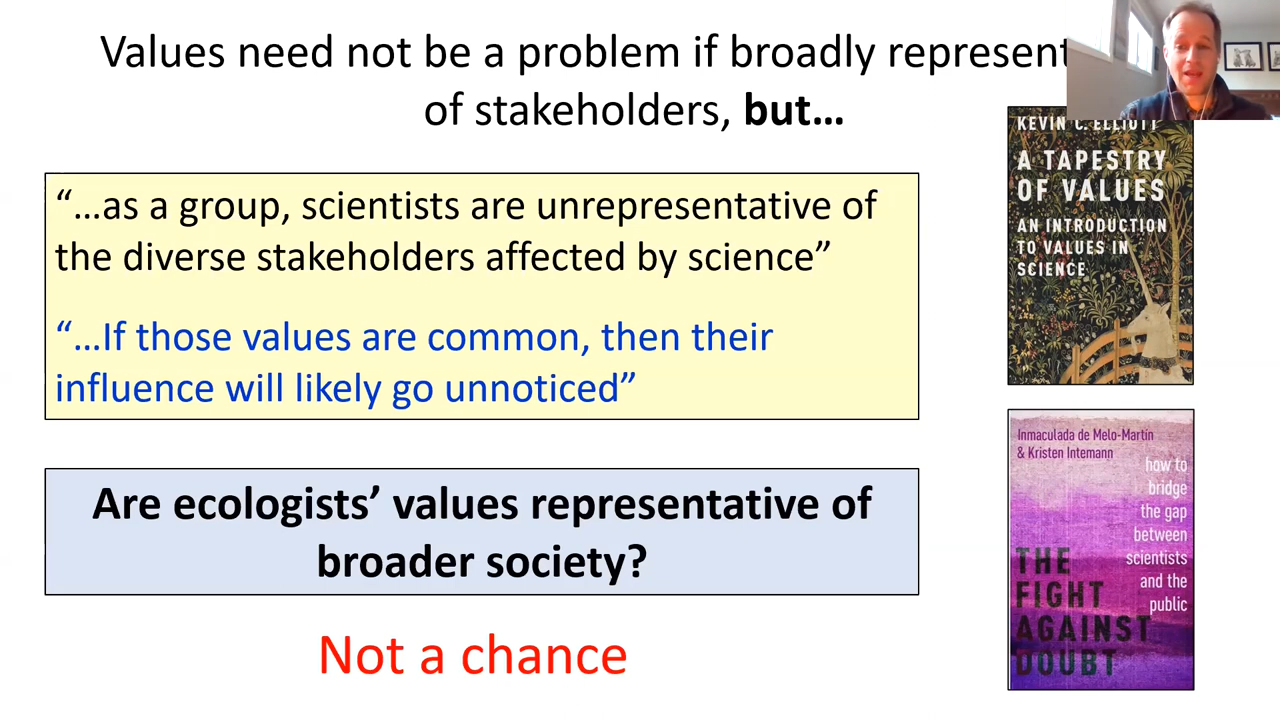 Values need not be a problem if broadly represent
of stakeholders, but…
“…as a group, scientists are unrepresentative of
the diverse stakeholders affected by science”
“…If those values are common, then their
influence will likely go unnoticed”
Are ecologists’ values representative of
broader society?
Not a chance
KEVIN C. ELLIOTT
A TAPESTRY
OF VALUES
AN INTRODUCTION
TO VALUES IN
SCIENCE
Inmaculada de Melo-Martín
& Kristen Intemann
how to
bridge
the gap
between
scientists
and the
public
THE
FIGHT
AGAINST
DOUBT